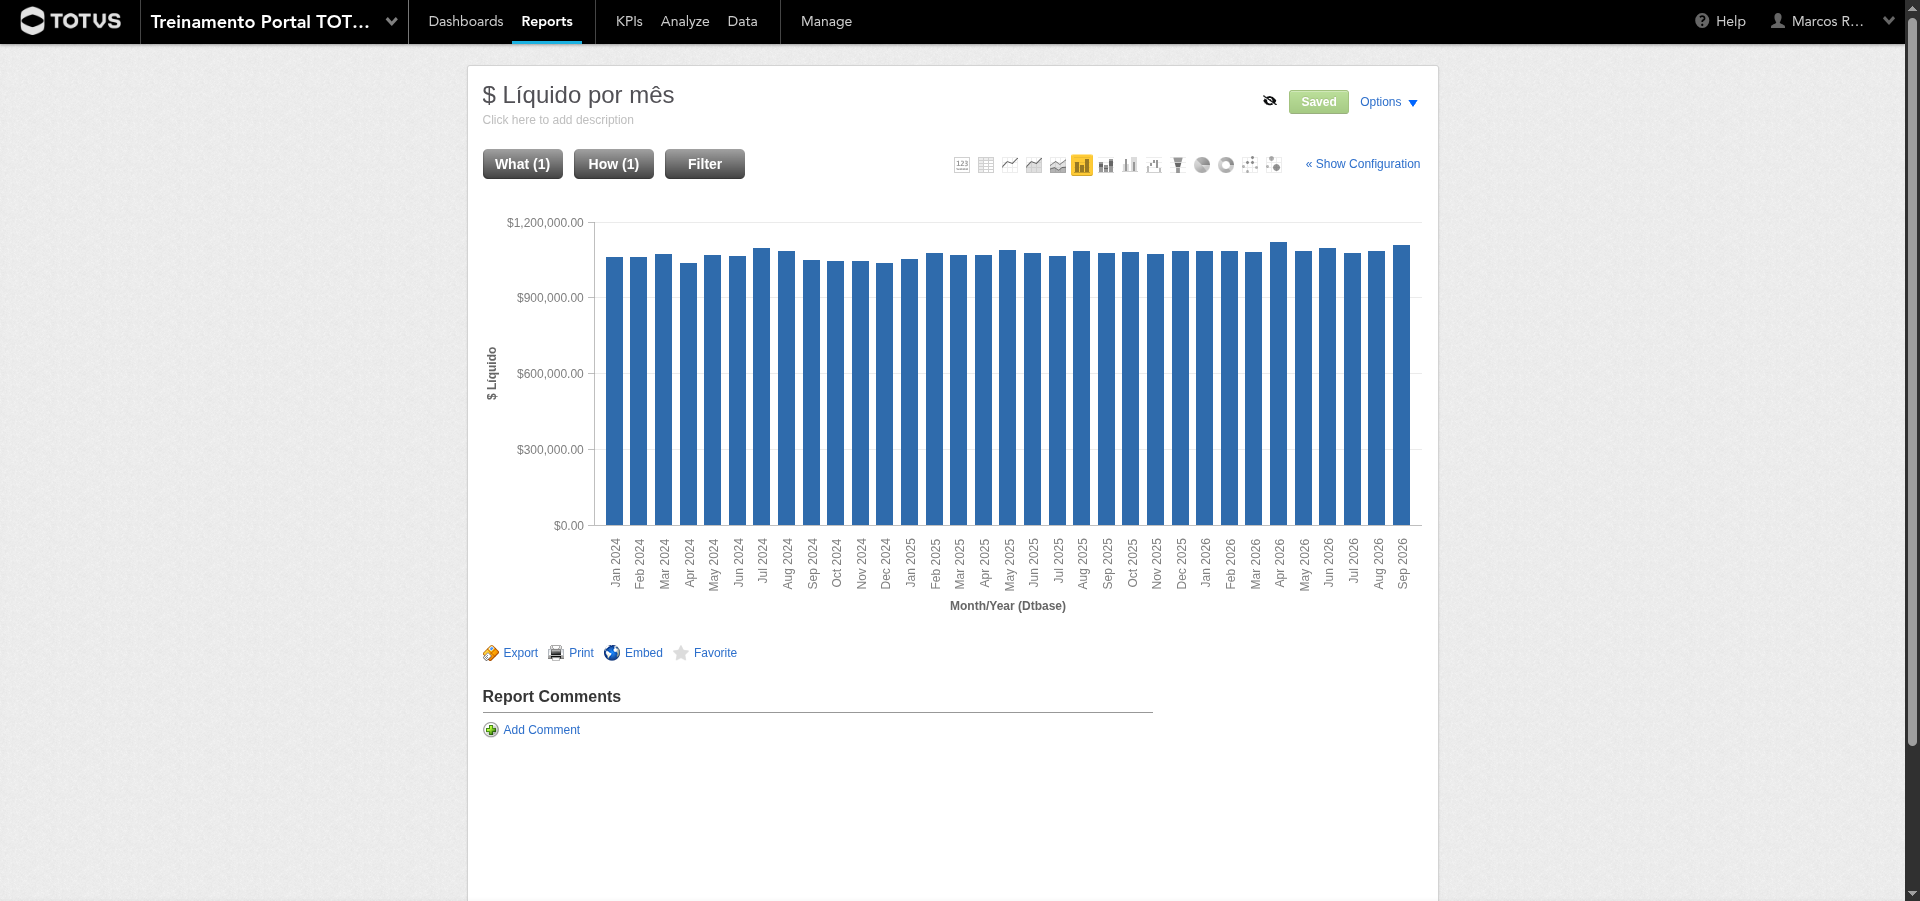 TOTVS
Treinamento Portal TOT...
Dashboards
Reports
KPIs
Analyze
Data
Manage
Help
Marcos R...
$ Líquido por mês
Click here to add description
Saved
Options
What (1)
How (1)
Filter
123
« Show Configuration
$1,200,000.00
$900,000.00
$600,000.00
$300,000.00
$0.00
$ Líquido
Jan 2024
Feb 2024
Mar 2024
Apr 2024
May 2024
Jun 2024
Jul 2024
Aug 2024
Sep 2024
Oct 2024
Nov 2024
Dec 2024
Jan 2025
Feb 2025
Mar 2025
Apr 2025
May 2025
Jun 2025
Jul 2025
Aug 2025
Sep 2025
Oct 2025
Nov 2025
Dec 2025
Jan 2026
Feb 2026
Mar 2026
Apr 2026
May 2026
Jun 2026
Jul 2026
Aug 2026
Sep 2026
Month/Year (Dtbase)
Export
Print
Embed
Favorite
Report Comments
Add Comment